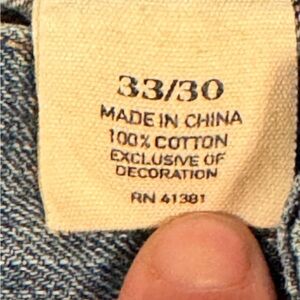 33/30
MADE IN CHINA
100% COTTON
EXCLUSIVE OF
DECORATION
RN 41381